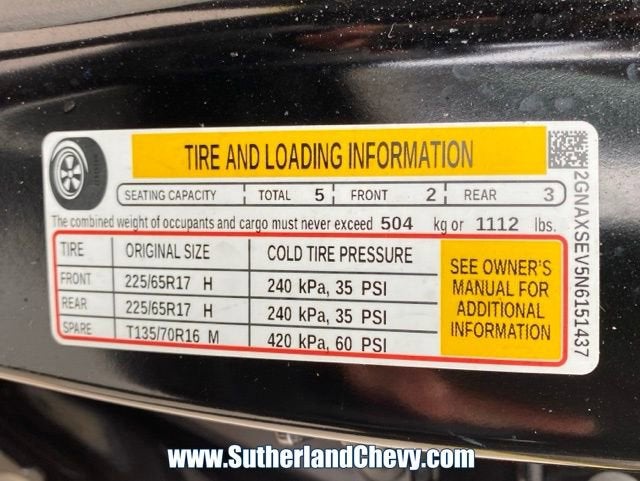 TIRE AND LOADING INFORMATION
SEATING CAPACITY TOTAL 5 FRONT 2 REAR 3
The combined weight of occupants and cargo must never exceed 504 kg or 1112 lbs.
TIRE ORIGINAL SIZE COLD TIRE PRESSURE
FRONT 225/65R17 H 240 kPa, 35 PSI
REAR 225/65R17 H 240 kPa, 35 PSI
SPARE T135/70R16 M 420 kPa, 60 PSI
SEE OWNER'S
MANUAL FOR
ADDITIONAL
INFORMATION
2GNAXSEV5N6151437
www.SutherlandChevy.com